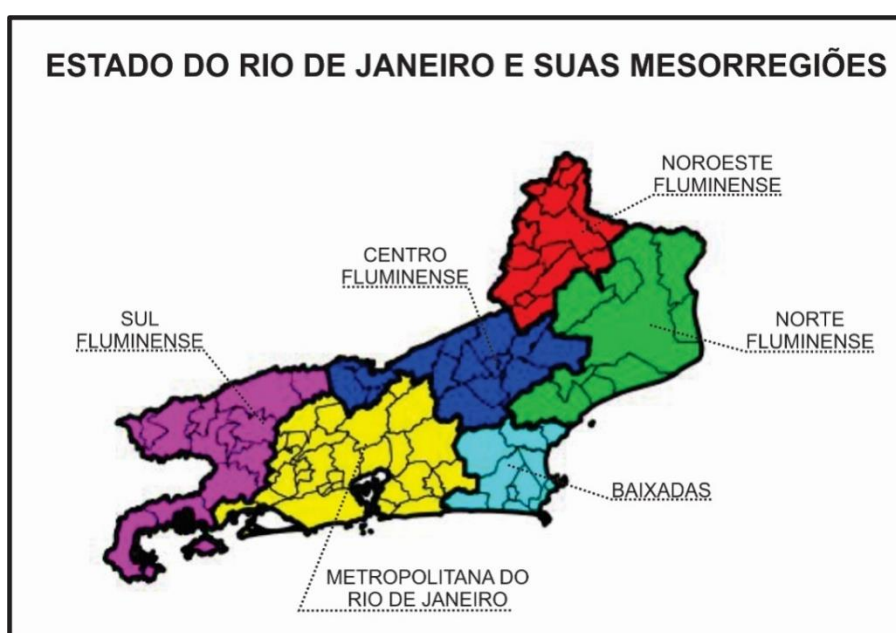 ESTADO DO RIO DE JANEIRO E SUAS MESORREGIÕES
NOROESTE
FLUMINENSE
CENTRO
FLUMINENSE
SUL
FLUMINENSE
NORTE
FLUMINENSE
BAIXADAS
METROPOLITANA DO
RIO DE JANEIRO